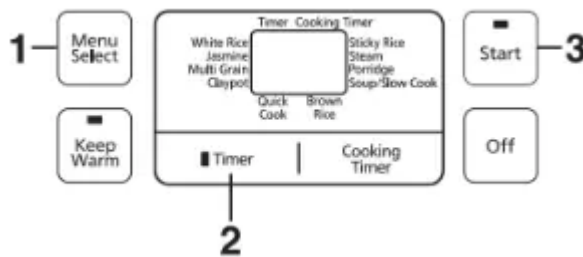 Timer Cooking Timer
White Rice
Jasmine
Multi Grain
Claypot
Sticky Rice
Steam
Porridge
Soup/Slow Cook
Quick
Cook
Brown
Rice
1
Menu
Select
Keep
Warm
Timer
Cooking
Timer
2
Start
3
Off